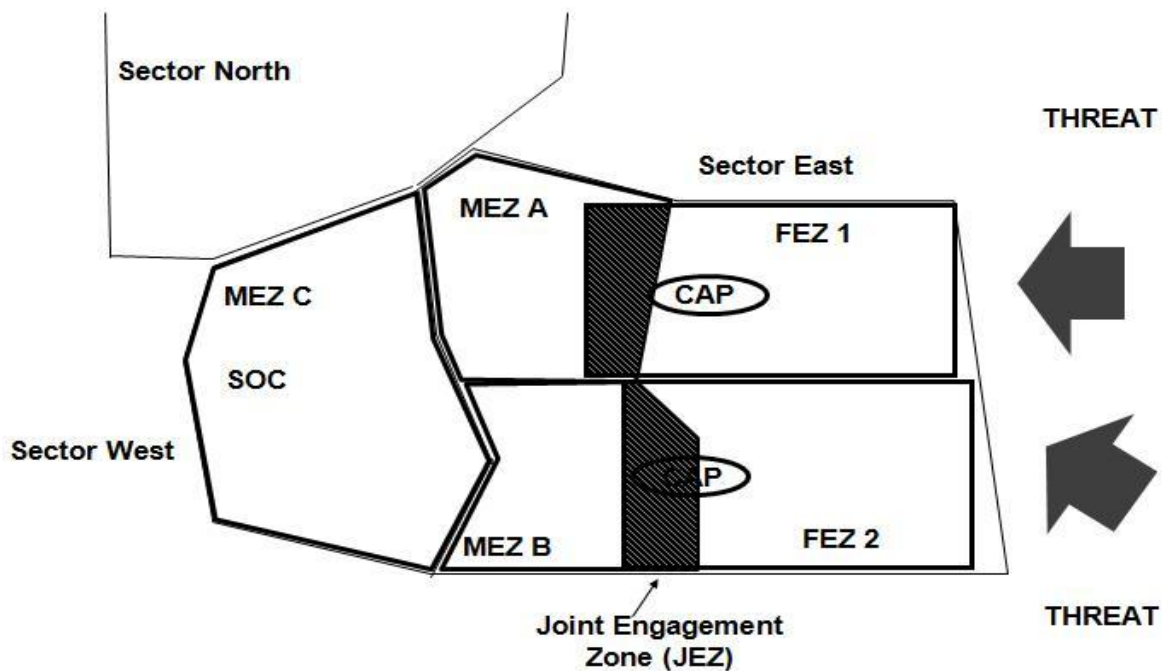 Sector North
THREAT
Sector East
MEZ A
FEZ 1
MEZ C
CAP
SOC
Sector West
CAP
MEZ B
FEZ 2
Joint Engagement
Zone (JEZ)
THREAT